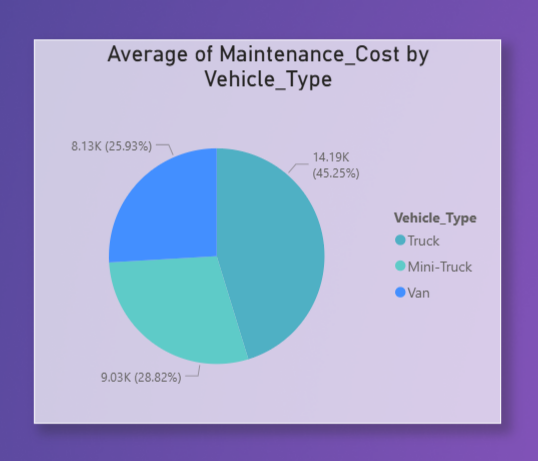 Average of Maintenance_Cost by
Vehicle_Type
8.13K (25.93%)
14.19K
(45.25%)
9.03K (28.82%)
Vehicle_Type
Truck
Mini-Truck
Van